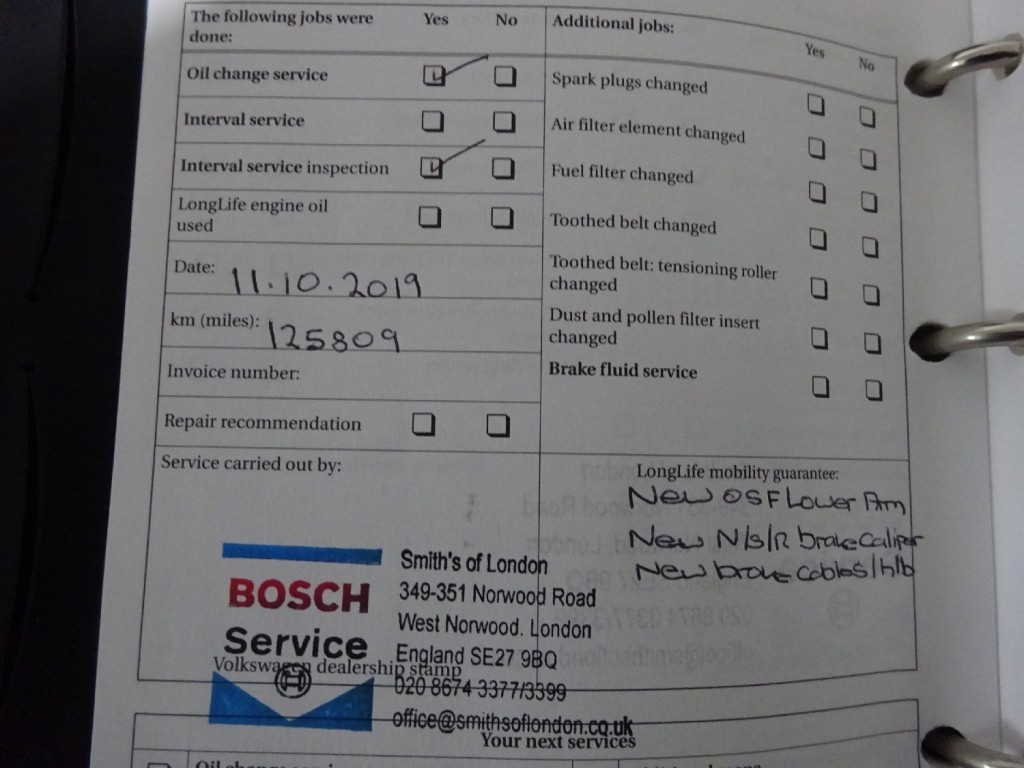 The following jobs were done: Yes No
Oil change service
Interval service
Interval service inspection
LongLife engine oil used
Date: 11.10.2019
km (miles): 125809
Invoice number:
Repair recommendation
Service carried out by:
Additional jobs:
Yes No
Spark plugs changed
Air filter element changed
Fuel filter changed
Toothed belt changed
Toothed belt: tensioning roller changed
Dust and pollen filter insert changed
Brake fluid service
LongLife mobility guarantee:
New OSF Lower Arm
New N/S/R brake caliper
New brake cables/h/b
BOSCH
Service
Volkswagen dealership stamp
Smith's of London
349-351 Norwood Road
West Norwood. London
England SE27 9BQ
020 8674 3377/3399
office@smithsoflondon.co.uk
Your next services